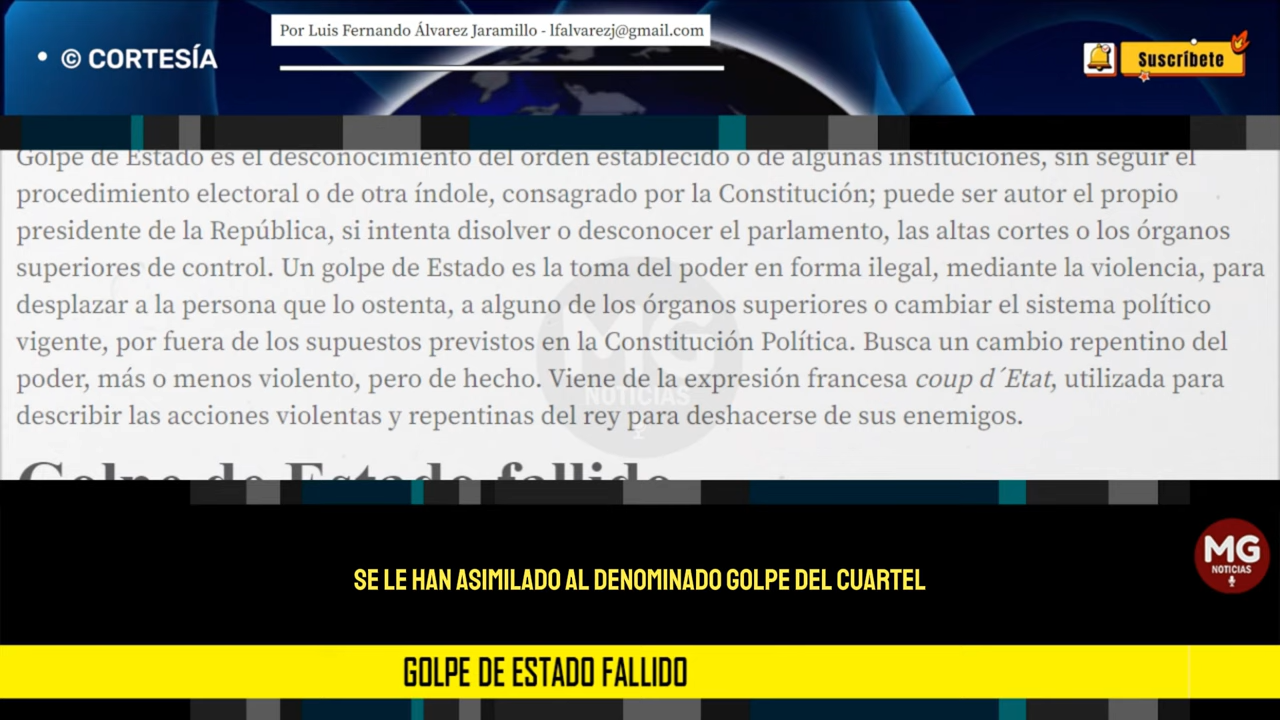 Por Luis Fernando Álvarez Jaramillo - lfalvarezj@gmail.com
• © CORTESÍA
Suscríbete
Golpe de Estado es el desconocimiento del orden establecido o de algunas instituciones, sin seguir el
procedimiento electoral o de otra índole, consagrado por la Constitución; puede ser autor el propio
presidente de la República, si intenta disolver o desconocer el parlamento, las altas cortes o los órganos
superiores de control. Un golpe de Estado es la toma del poder en forma ilegal, mediante la violencia, para
desplazar a la persona que lo ostenta, a alguno de los órganos superiores o cambiar el sistema político
vigente, por fuera de los supuestos previstos en la Constitución Política. Busca un cambio repentino del
poder, más o menos violento, pero de hecho. Viene de la expresión francesa coup d´Etat, utilizada para
describir las acciones violentas y repentinas del rey para deshacerse de sus enemigos.
MG
NOTICIAS
Golpe de Estado fallido
SE LE HAN ASIMILADO AL DENOMINADO GOLPE DEL CUARTEL
MG
NOTICIAS
GOLPE DE ESTADO FALLIDO